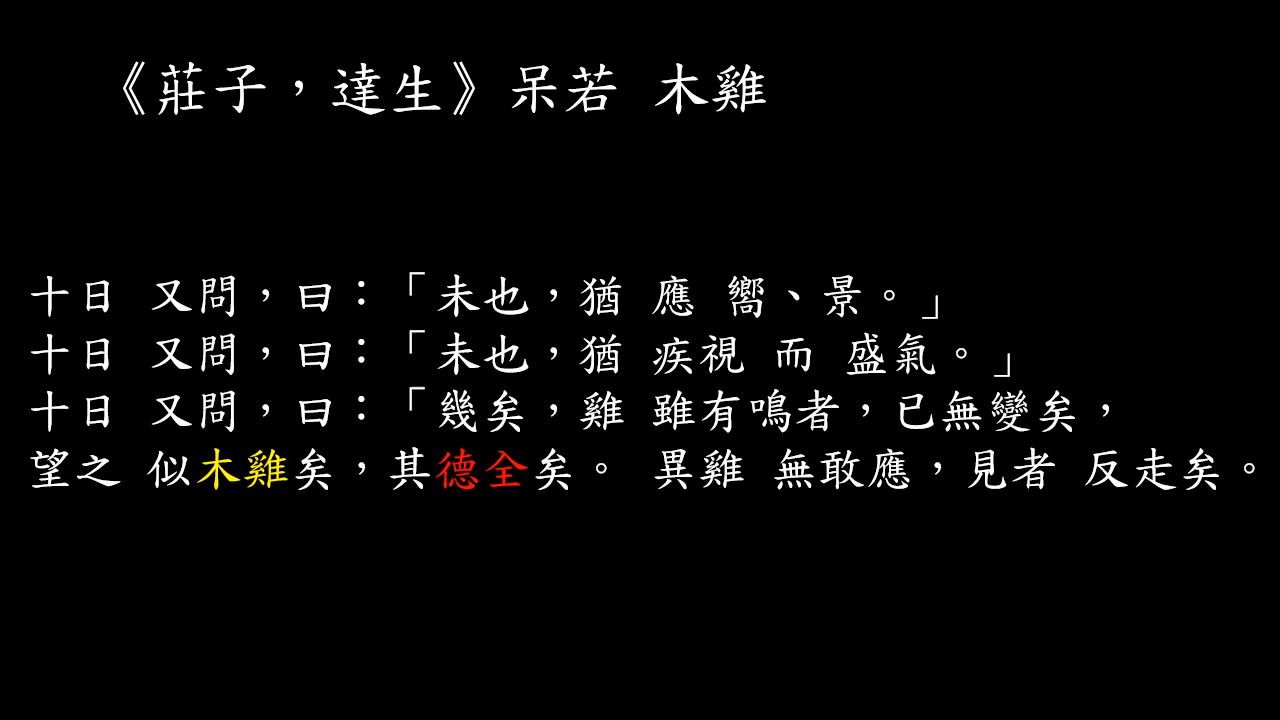 《莊子，達生》呆若 木雞
十日 又問，曰：「未也，猶 應 嚮、景。」
十日 又問，曰：「未也，猶 疾視 而 盛氣。」
十日 又問，曰：「幾矣，雞 雖有鳴者，已無變矣，
望之 似木雞矣，其德全矣。 異雞 無敢應，見者 反走矣。